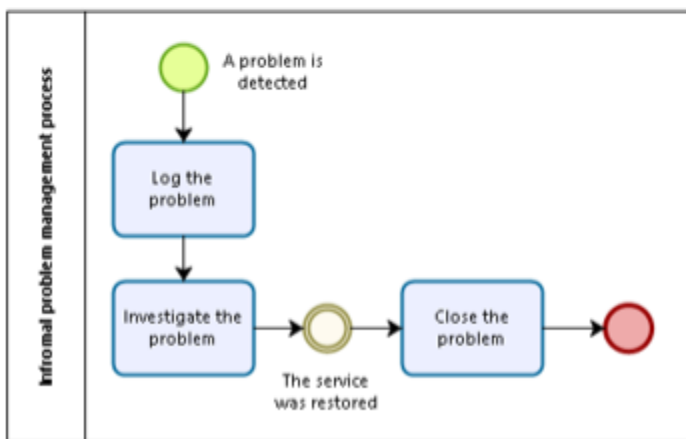 Infromal problem management process
A problem is
detected
Log the
problem
Investigate the
problem
The service
was restored
Close the
problem